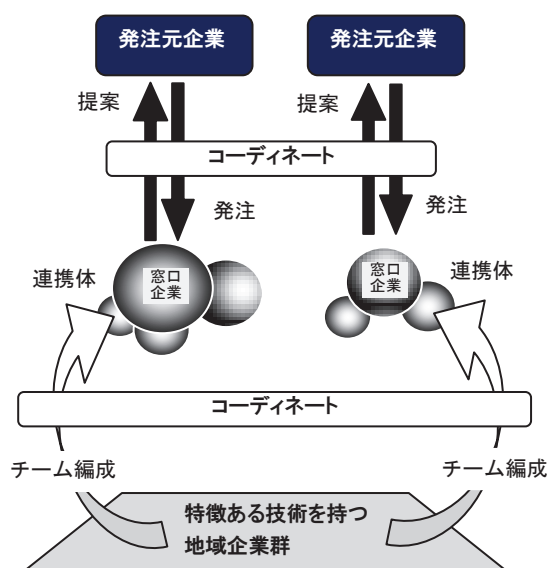 発注元企業
発注元企業
提案
提案
コーディネート
発注
発注
連携体
窓口
企業
窓口
企業
連携体
コーディネート
チーム編成
チーム編成
特徴ある技術を持つ
地域企業群